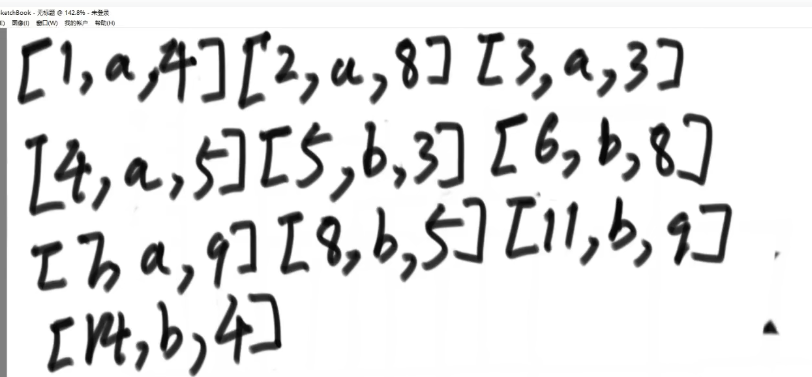 SketchBook - 无标题 @ 142.8% - 未登录
图像(I) 窗口(W) 我的帐户 帮助(H)
[1,a,4] [2,a,8] [3,a,3]
[4,a,5] [5,b,3] [6,b,8]
[7,a,9] [8,b,5] [11,b,9]
[14,b,4]